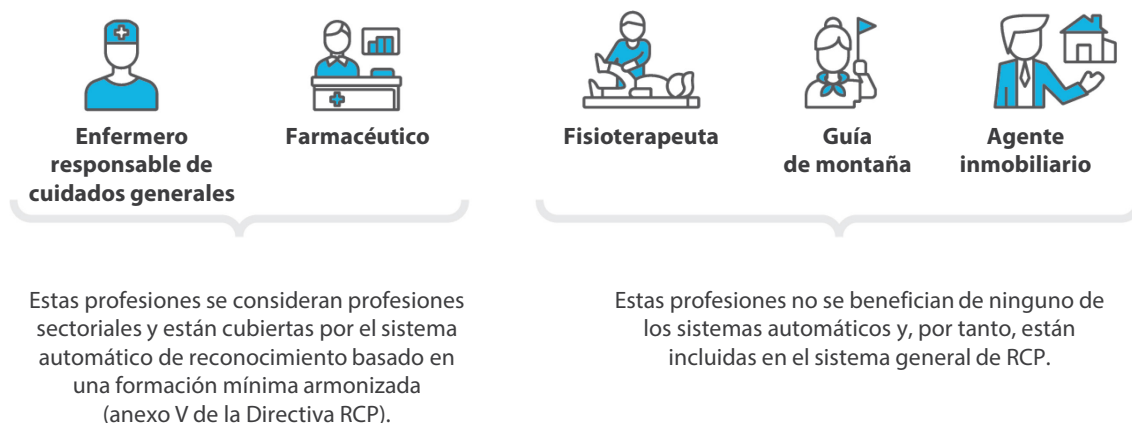 Enfermero
responsable de
cuidados generales
Farmacéutico
Fisioterapeuta
Guía
de montaña
Agente
inmobiliario
Estas profesiones se consideran profesiones
sectoriales y están cubiertas por el sistema
automático de reconocimiento basado en
una formación mínima armonizada
(anexo V de la Directiva RCP).
Estas profesiones no se benefician de ninguno de
los sistemas automáticos y, por tanto, están
incluidas en el sistema general de RCP.